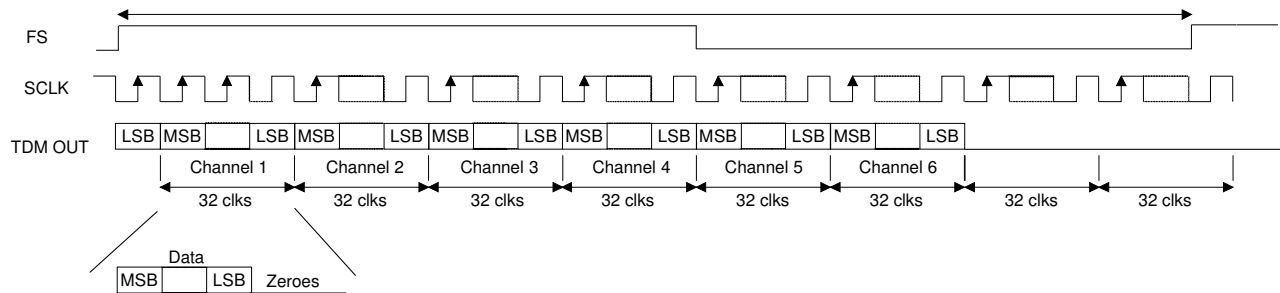 FS
SCLK
TDM OUT
LSB MSB LSB MSB LSB MSB LSB MSB LSB MSB LSB MSB LSB
Channel 1 Channel 2 Channel 3 Channel 4 Channel 5 Channel 6
32 clks 32 clks 32 clks 32 clks 32 clks 32 clks 32 clks 32 clks
Data
MSB LSB Zeroes